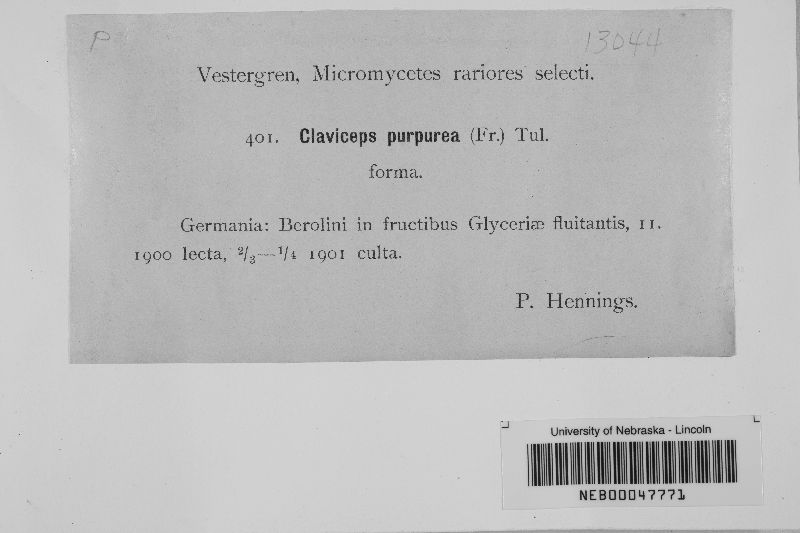 P
13044
Vestergren, Micromycetes rariores selecti.
401. Claviceps purpurea (Fr.) Tul.
forma.
Germania: Berolini in fructibus Glyceriæ fluitantis, 11.
1900 lecta, 2/3—1/4 1901 culta.
P. Hennings.
University of Nebraska - Lincoln
NEB00047771